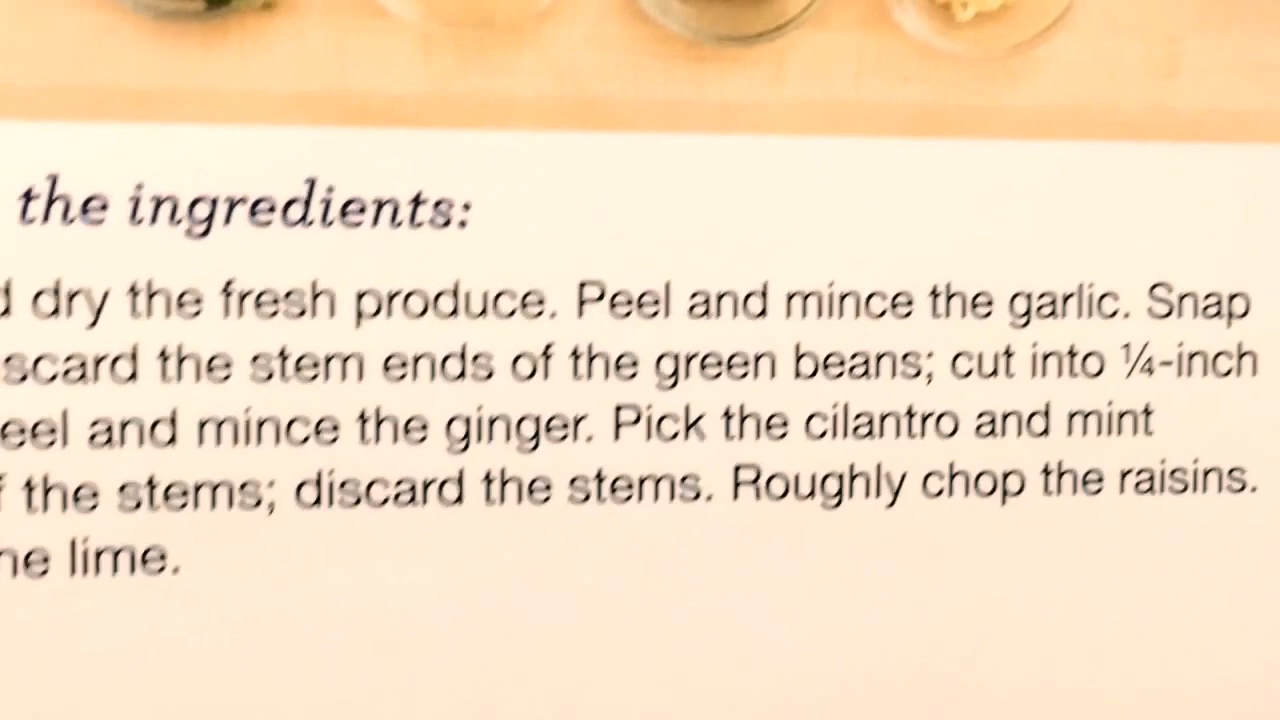 the ingredients:
dry the fresh produce. Peel and mince the garlic. Snap
scard the stem ends of the green beans; cut into ¼-inch
eel and mince the ginger. Pick the cilantro and mint
the stems; discard the stems. Roughly chop the raisins.
lime.